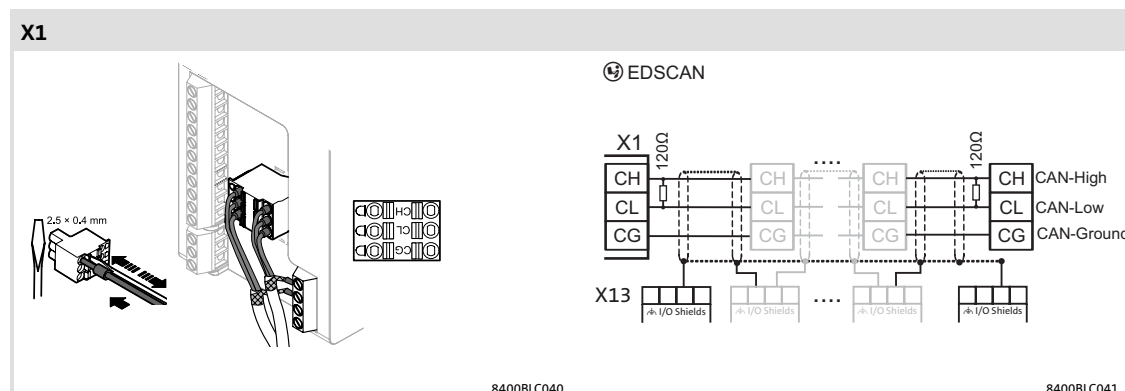 X1
EDSCAN
2.5 × 0.4 mm
CH
CL
CG
X1
120Ω
120Ω
....
CH CH CH CH CAN-High
CL CL CL CL CAN-Low
CG CG CG CG CAN-Ground
X13
....
I/O Shields I/O Shields I/O Shields I/O Shields
8400BLC040
8400BLC041